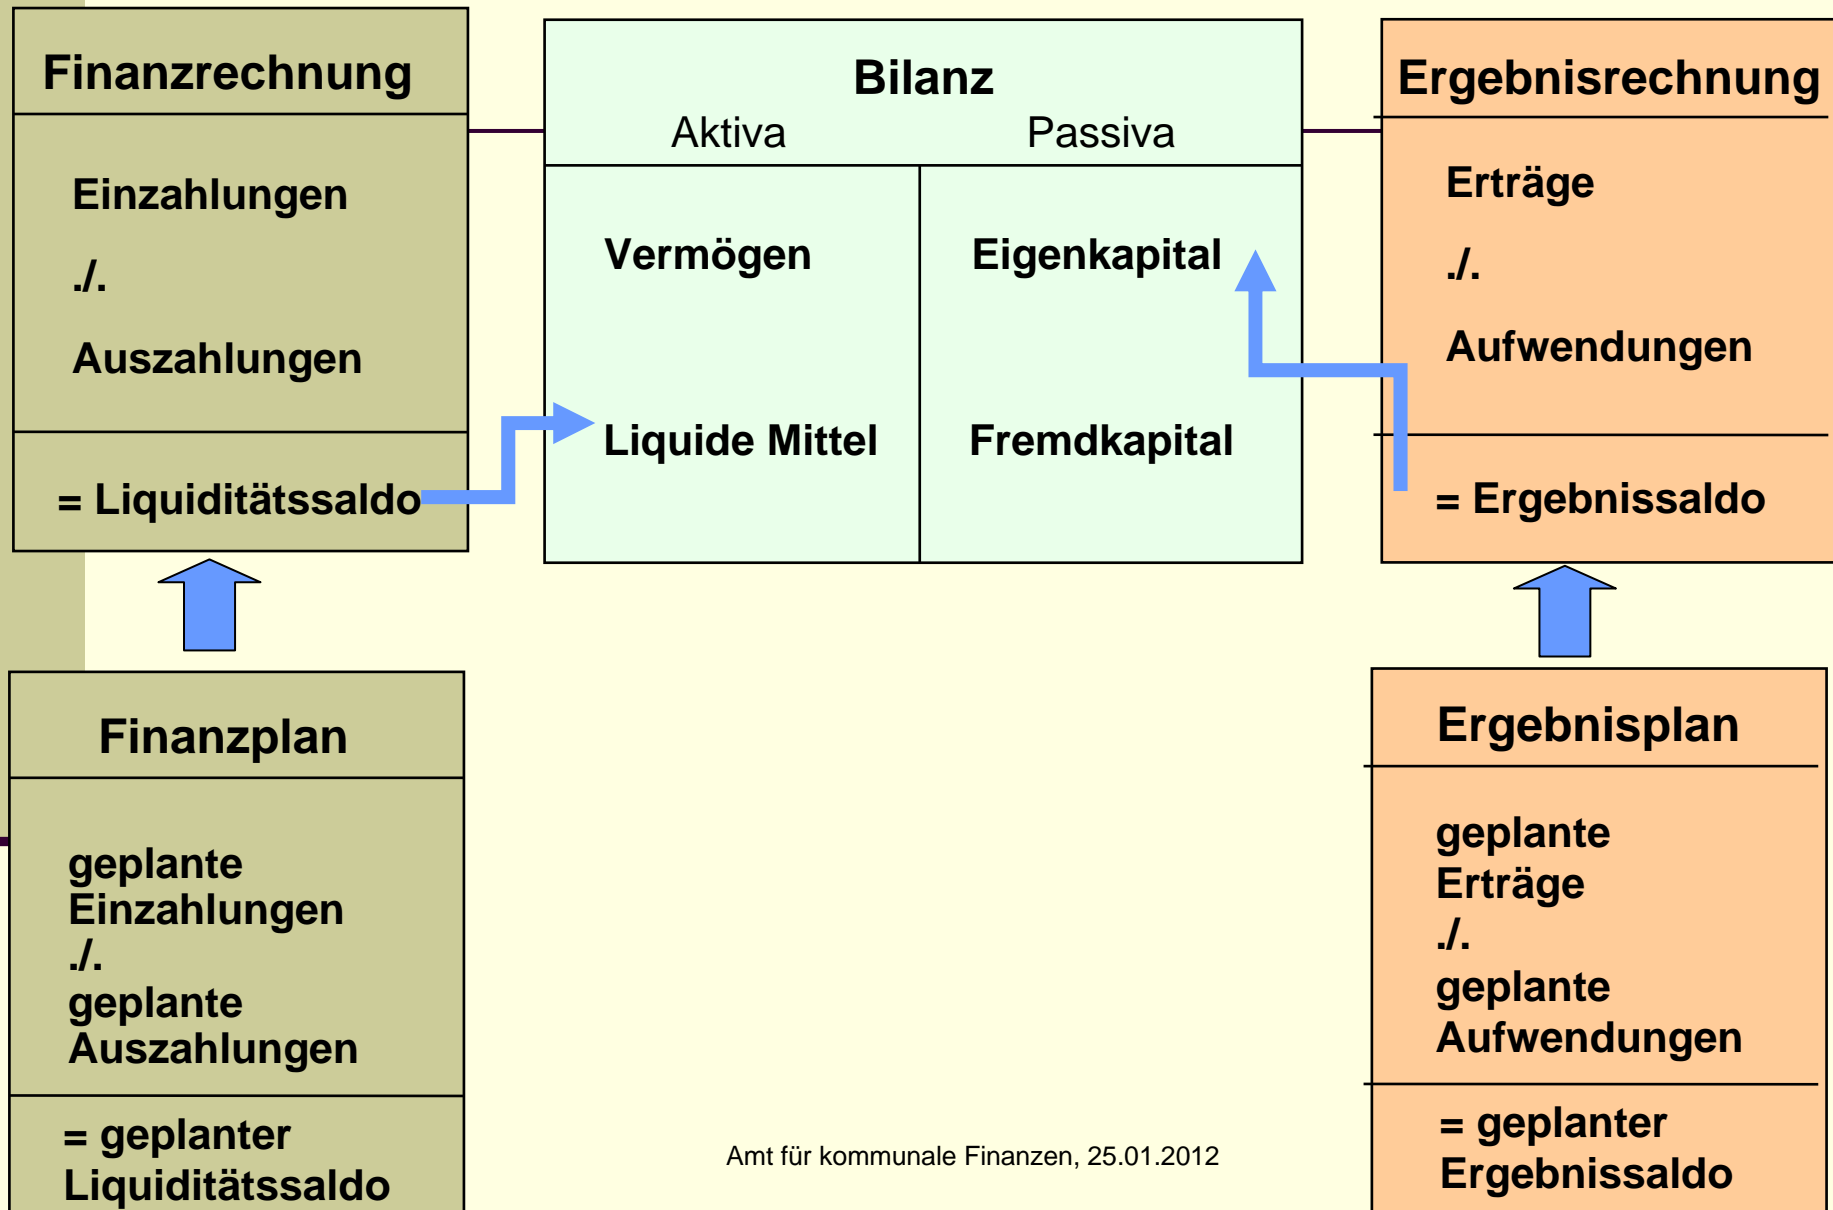 Finanzrechnung
Einzahlungen
./.
Auszahlungen
= Liquiditätssaldo
Bilanz
Aktiva Passiva
Vermögen Eigenkapital
Liquide Mittel Fremdkapital
Ergebnisrechnung
Erträge
./.
Aufwendungen
= Ergebnissaldo
Finanzplan
geplante
Einzahlungen
./.
geplante
Auszahlungen
= geplanter
Liquiditätssaldo
Ergebnisplan
geplante
Erträge
./.
geplante
Aufwendungen
= geplanter
Ergebnissaldo
Amt für kommunale Finanzen, 25.01.2012